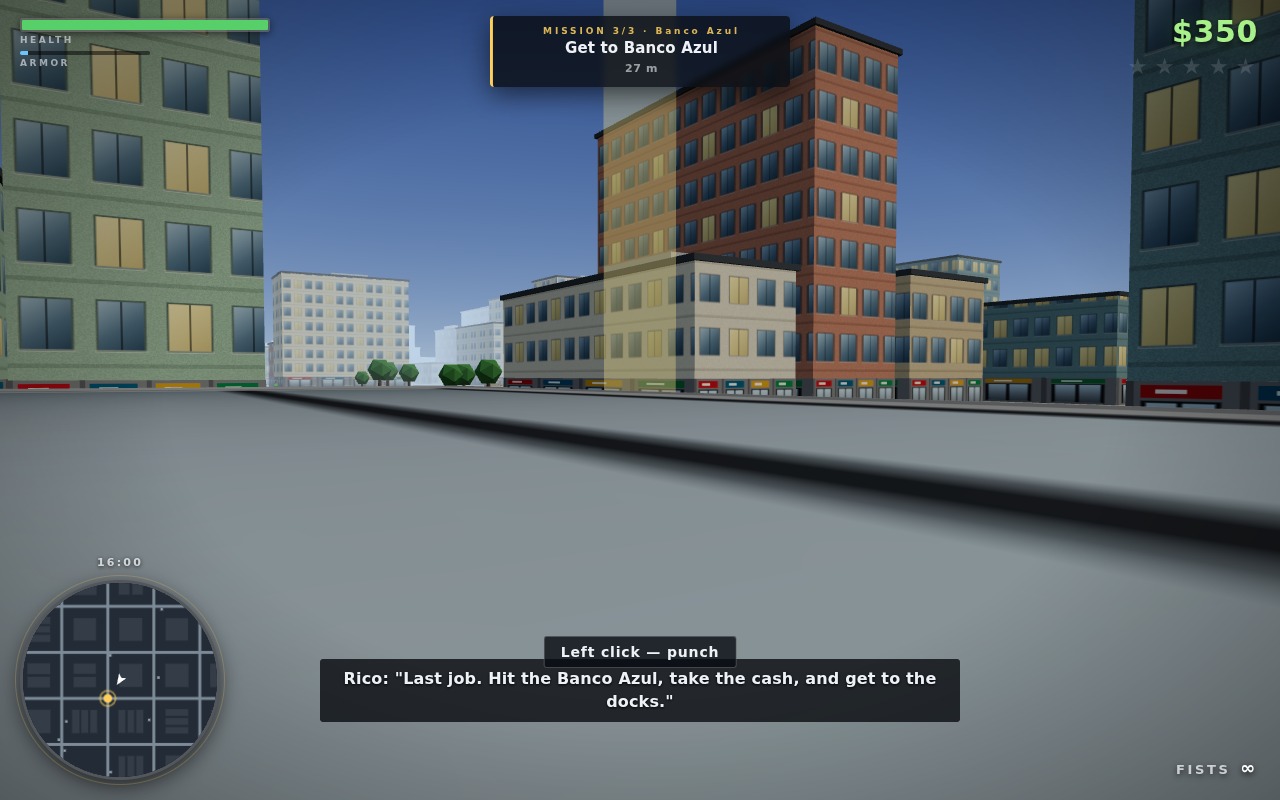 HEALTH
ARMOR
MISSION 3/3 · Banco Azul
Get to Banco Azul
27 m
$350
16:00
Left click — punch
Rico: "Last job. Hit the Banco Azul, take the cash, and get to the
docks."
FISTS ∞